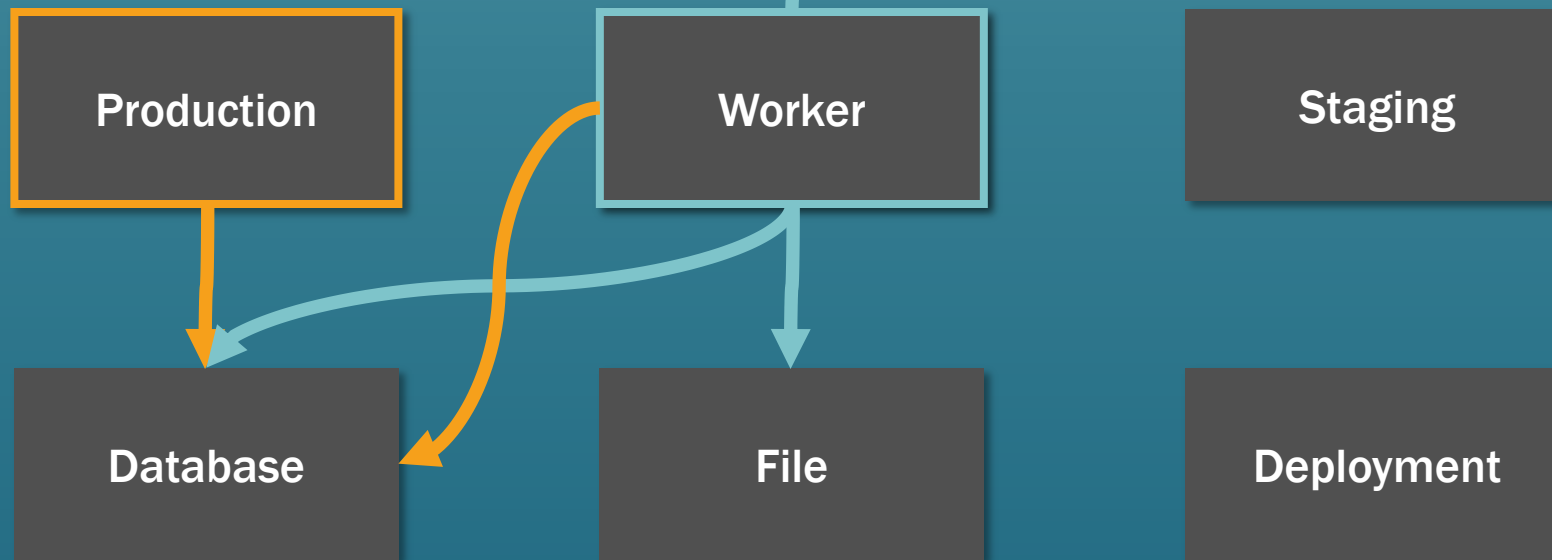 Production
Worker
Staging
Database
File
Deployment